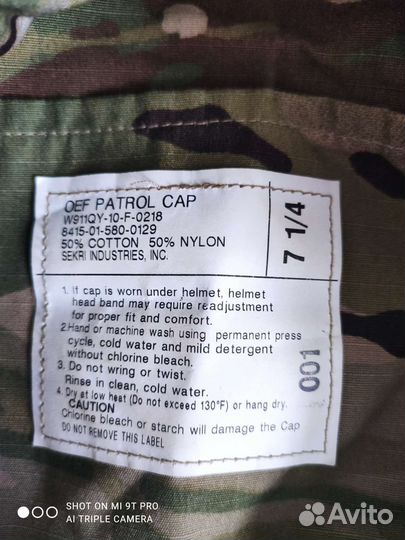 OEF PATROL CAP
W911QY-10-F-0218
8415-01-580-0129
50% COTTON 50% NYLON
SEKRI INDUSTRIES, INC.
7 1/4
1. If cap is worn under helmet, helmet
head band may require readjustment
for proper fit and comfort.
2.Hand or machine wash using permanent press
cycle, cold water and mild detergent
without chlorine bleach.
3. Do not wring or twist.
Rinse in clean, cold water.
4. Dry at low heat (Do not exceed 130°F) or hang dry.
CAUTION
Chlorine bleach or starch will damage the Cap
DO NOT REMOVE THIS LABEL
001
SHOT ON MI 9T PRO
AI TRIPLE CAMERA
Avito